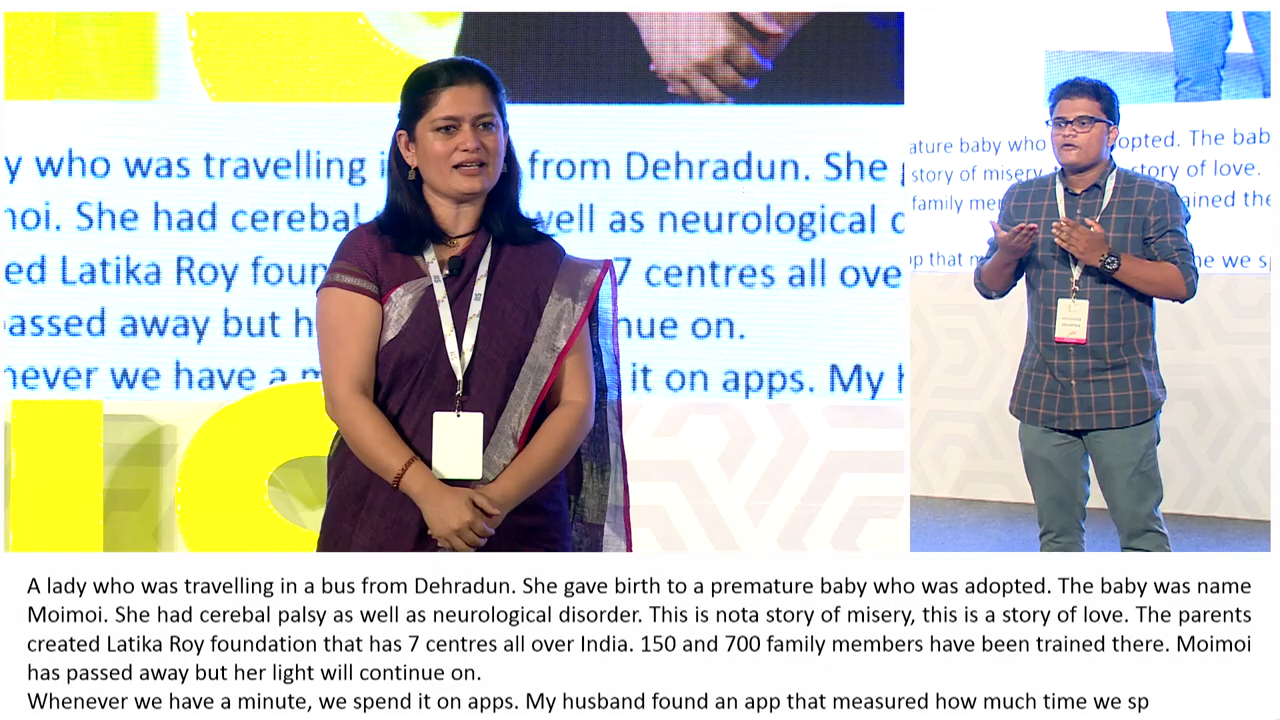 y who was travelling i from Dehradun. She
noi. She had cerebal well as neurological
ed Latika Roy foun 7 centres all ove
assed away but h nue on.
never we have a m it on apps. My
ature baby who opted. The bab
story of misery, story of love.
family mem ained the
op that m ne we sp
A lady who was travelling in a bus from Dehradun. She gave birth to a premature baby who was adopted. The baby was name
Moimoi. She had cerebal palsy as well as neurological disorder. This is nota story of misery, this is a story of love. The parents
created Latika Roy foundation that has 7 centres all over India. 150 and 700 family members have been trained there. Moimoi
has passed away but her light will continue on.
Whenever we have a minute, we spend it on apps. My husband found an app that measured how much time we sp